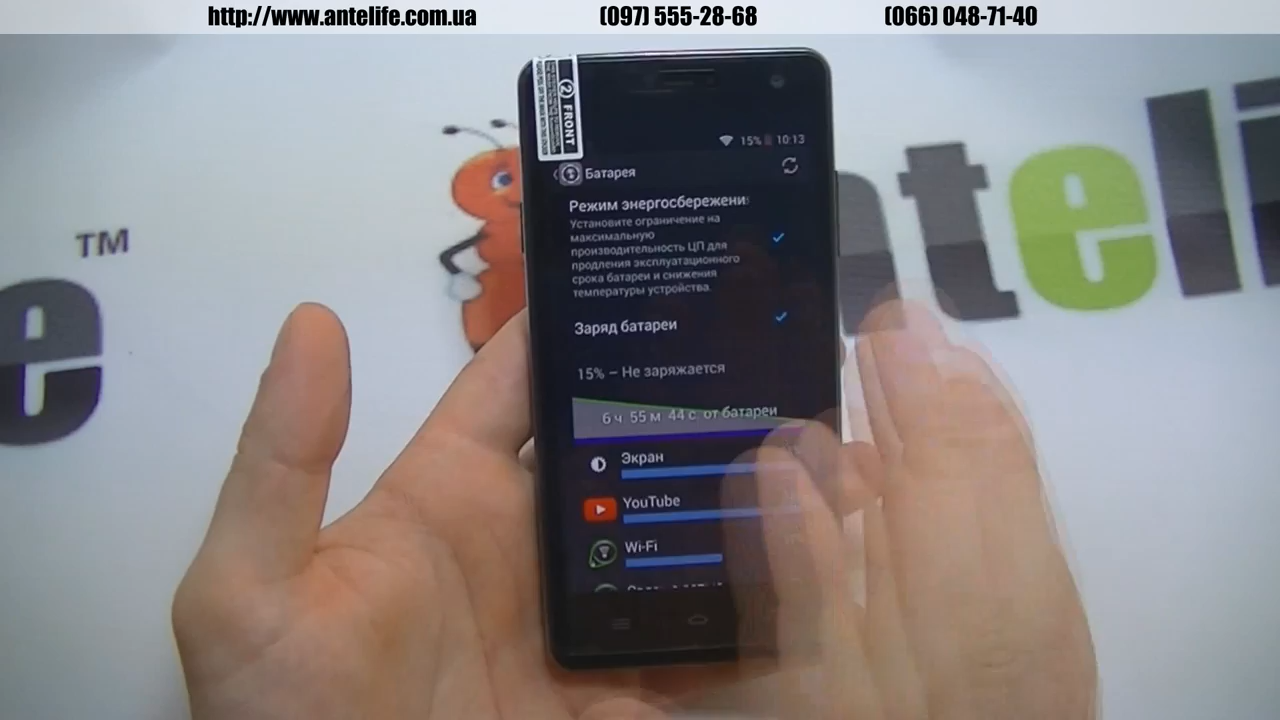 http://www.antelife.com.ua (097) 555-28-68 (066) 048-71-40
2 FRONT
15% 10:13
Батарея
Режим энергосбережени
Установите ограничение на
максимальную
производительность ЦП для
продления эксплуатационного
срока батареи и снижения
температуры устройства.
Заряд батареи
15% – Не заряжается
6 ч 55 м 44 с от батареи
Экран
YouTube
Wi-Fi
e TM
nteli